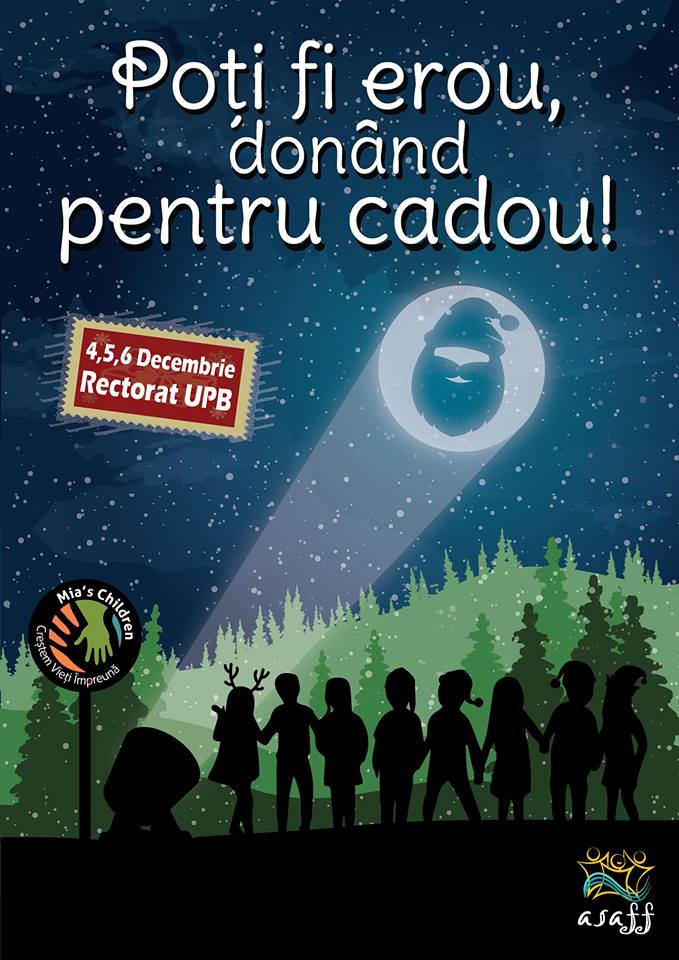 Poți fi erou,
donând
pentru cadou!
4,5,6 Decembrie
Rectorat UPB
Mia's Children
Creștem Vieți Împreună
asaff